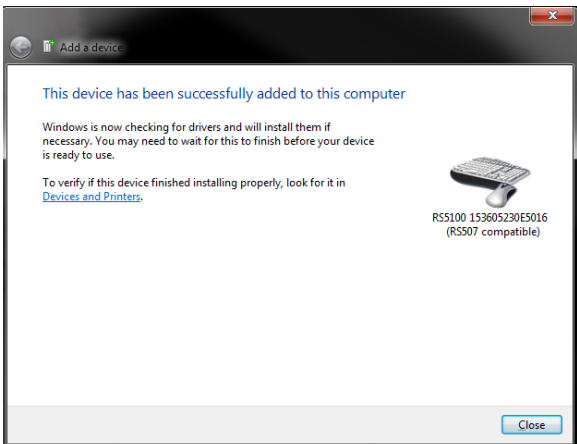 Add a device
This device has been successfully added to this computer
Windows is now checking for drivers and will install them if
necessary. You may need to wait for this to finish before your device
is ready to use.
To verify if this device finished installing properly, look for it in
Devices and Printers.
RS5100 153605230E5016
(RS507 compatible)
Close